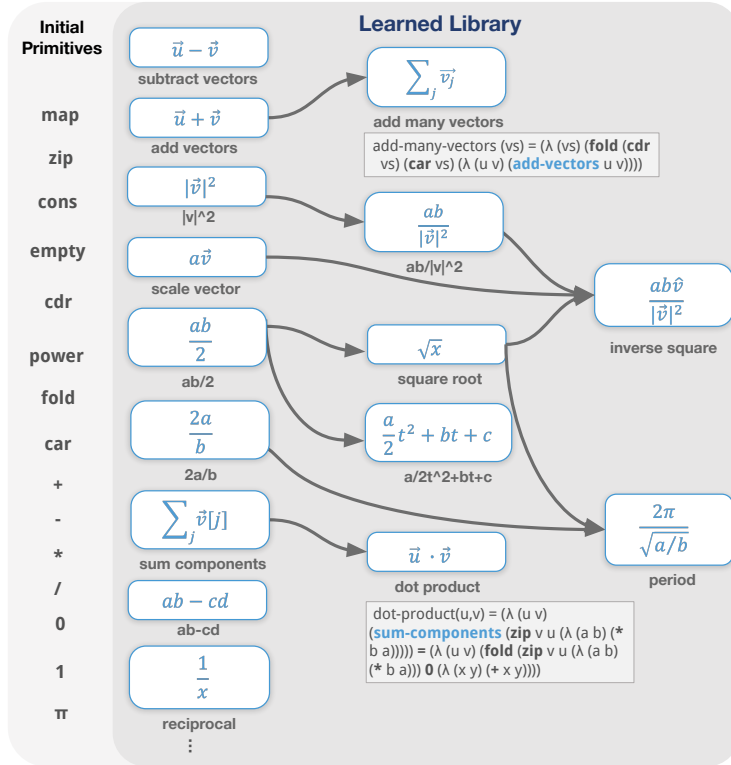 Initial
Primitives
map
zip
cons
empty
cdr
power
fold
car
+
-
*
/
0
1
π
Learned Library
u⃗ − v⃗
subtract vectors
u⃗ + v⃗
add vectors
|v⃗|²
|v|^2
av⃗
scale vector
ab/2
ab/2
2a/b
2a/b
∑ⱼ v⃗[j]
sum components
ab − cd
ab-cd
1/x
reciprocal
⋮
∑ⱼ v⃗ⱼ
add many vectors
add-many-vectors (vs) = (λ (vs) (fold (cdr
vs) (car vs) (λ (u v) (add-vectors u v))))
ab/|v⃗|²
ab/|v|^2
√x
square root
a/2 t² + bt + c
a/2t^2+bt+c
u⃗ · v⃗
dot product
dot-product(u,v) = (λ (u v)
(sum-components (zip v u (λ (a b) (*
b a))))) = (λ (u v) (fold (zip v u (λ (a b)
(* b a))) 0 (λ (x y) (+ x y))))
abv̂/|v⃗|²
inverse square
2π/√(a/b)
period